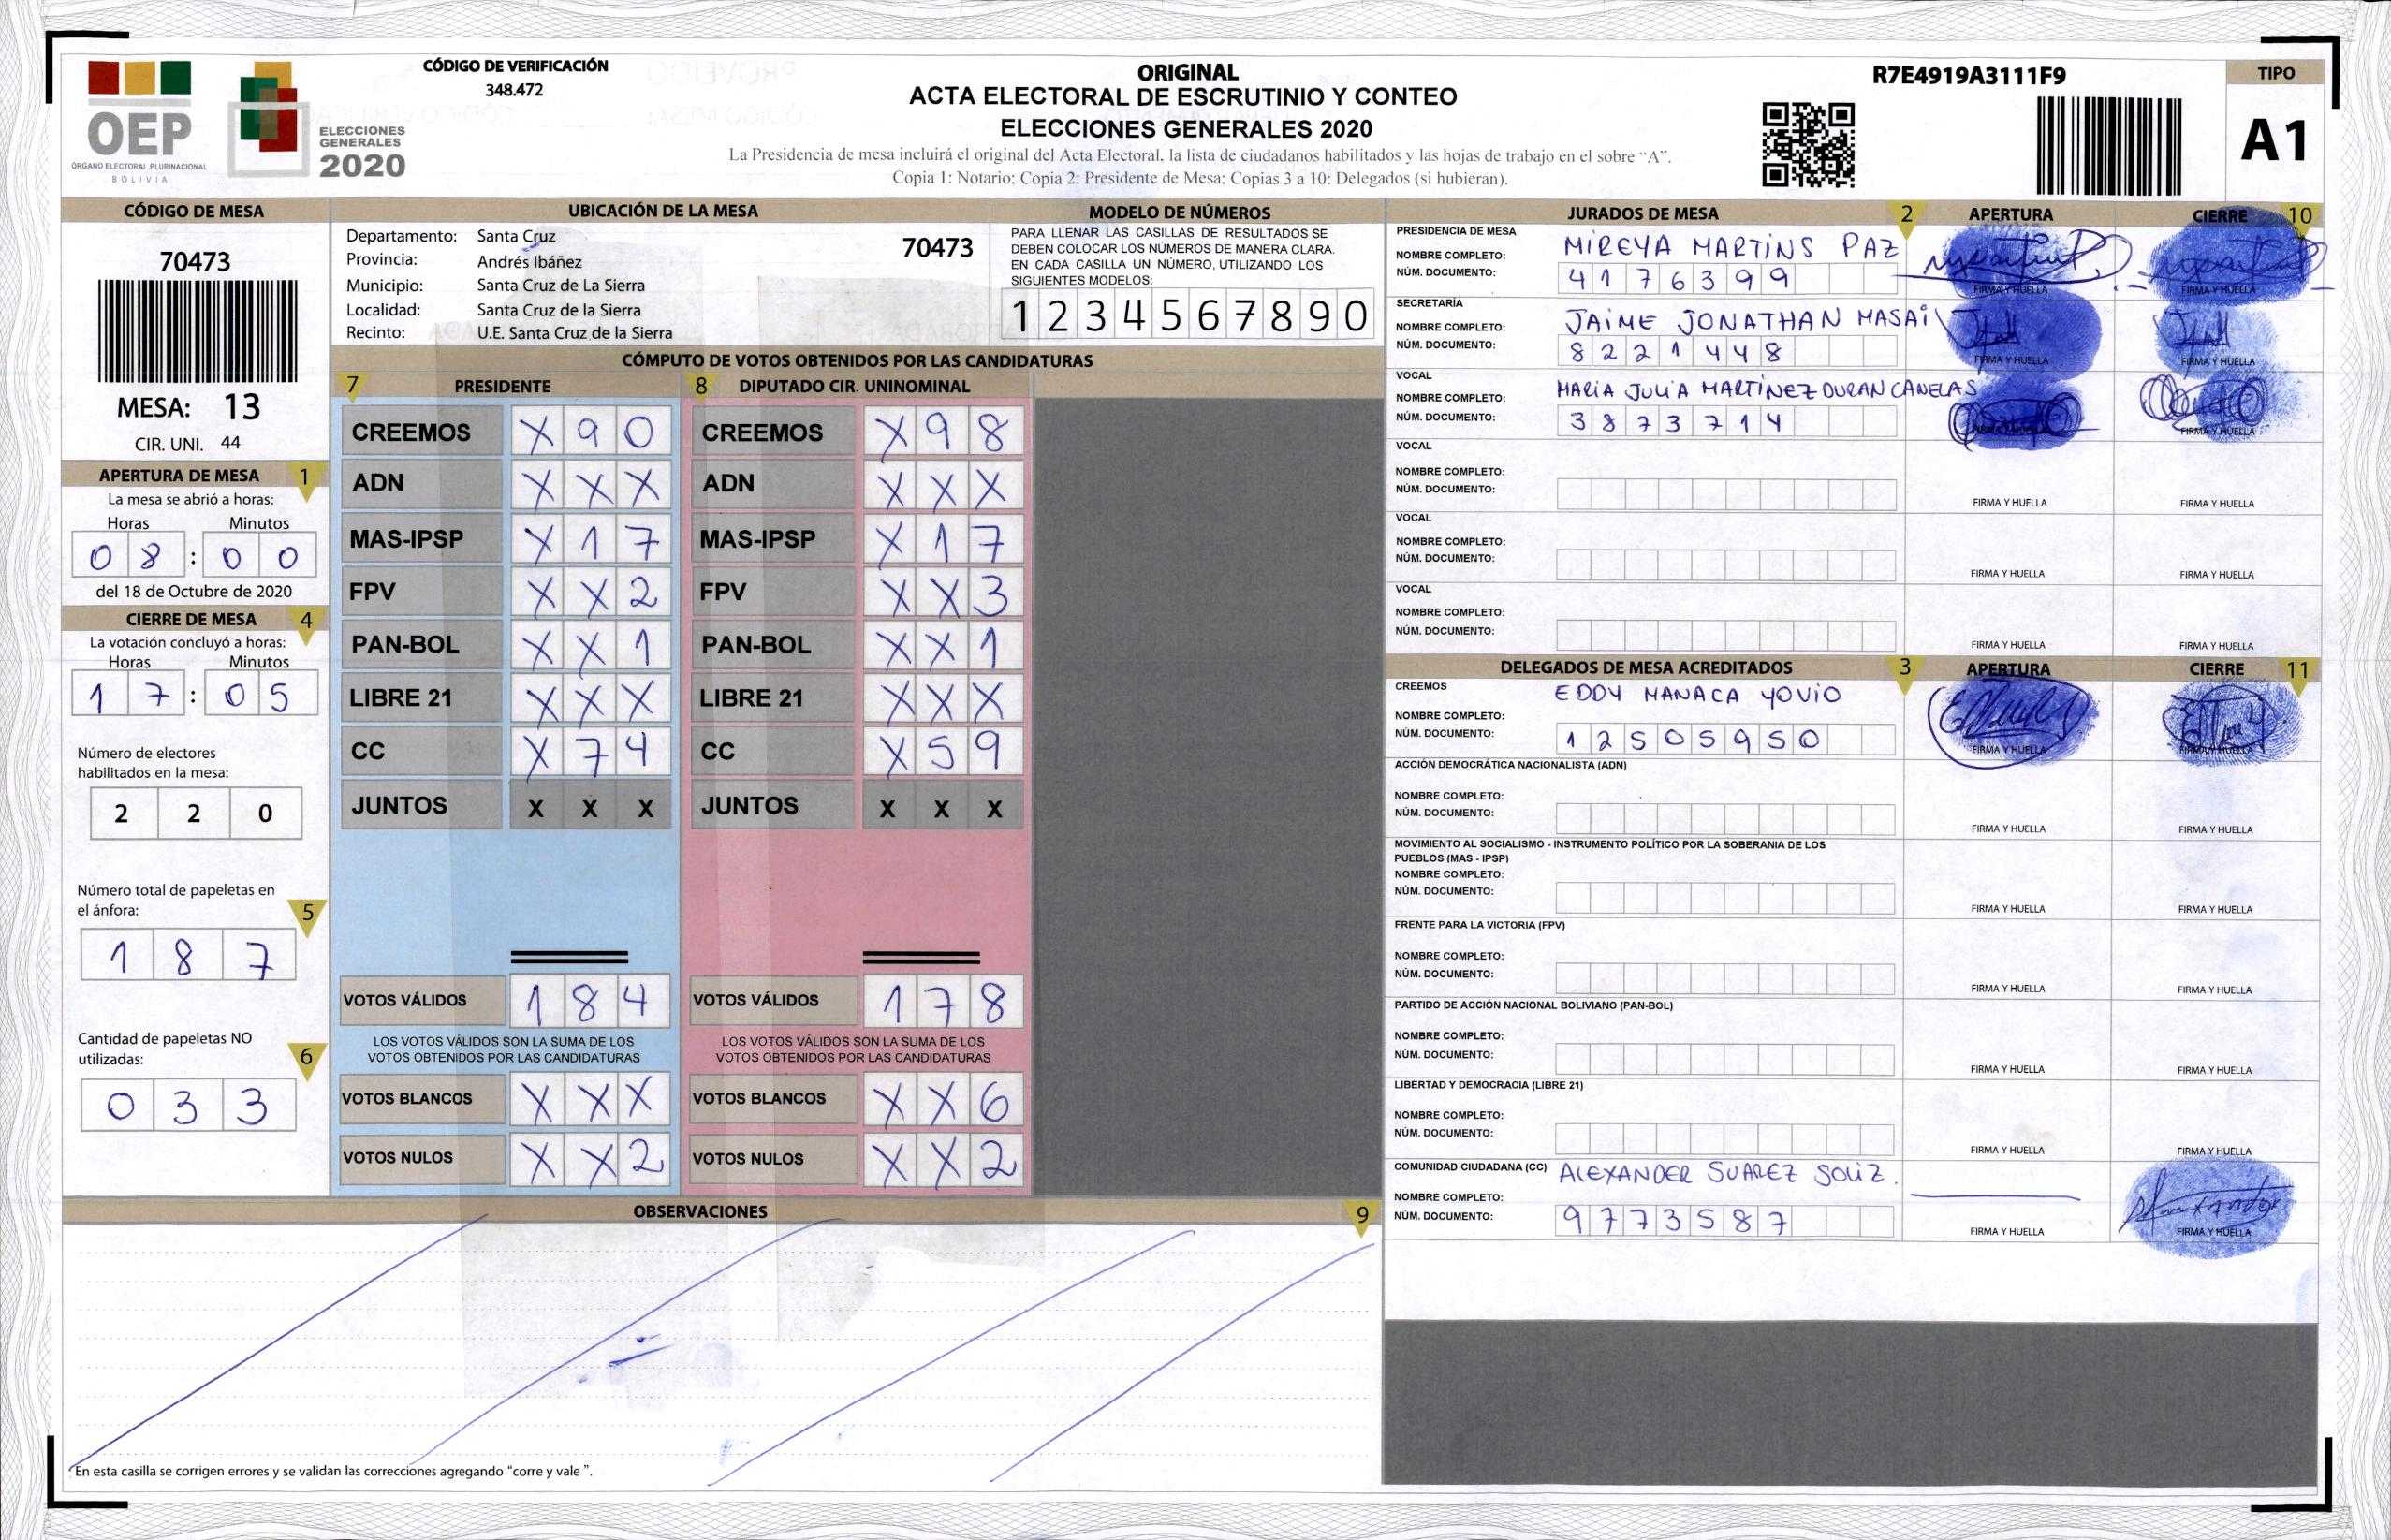 CÓDIGO DE VERIFICACIÓN
348.472
OEP
ÓRGANO ELECTORAL PLURINACIONAL
BOLIVIA
ELECCIONES
GENERALES
2020
ORIGINAL
ACTA ELECTORAL DE ESCRUTINIO Y CONTEO
ELECCIONES GENERALES 2020
La Presidencia de mesa incluirá el original del Acta Electoral, la lista de ciudadanos habilitados y las hojas de trabajo en el sobre “A”.
Copia 1: Notario; Copia 2: Presidente de Mesa; Copias 3 a 10: Delegados (si hubieran).
R7E4919A3111F9
TIPO
A1
CÓDIGO DE MESA
70473
MESA: 13
CIR. UNI. 44
APERTURA DE MESA 1
La mesa se abrió a horas:
Horas Minutos
0 8 : 0 0
del 18 de Octubre de 2020
CIERRE DE MESA 4
La votación concluyó a horas:
Horas Minutos
1 7 : 0 5
Número de electores
habilitados en la mesa:
2 2 0
Número total de papeletas en
el ánfora: 5
1 8 7
Cantidad de papeletas NO
utilizadas: 6
0 3 3
UBICACIÓN DE LA MESA
Departamento: Santa Cruz
70473
Provincia: Andrés Ibáñez
Municipio: Santa Cruz de La Sierra
Localidad: Santa Cruz de la Sierra
Recinto: U.E. Santa Cruz de la Sierra
MODELO DE NÚMEROS
PARA LLENAR LAS CASILLAS DE RESULTADOS SE
DEBEN COLOCAR LOS NÚMEROS DE MANERA CLARA.
EN CADA CASILLA UN NÚMERO, UTILIZANDO LOS
SIGUIENTES MODELOS:
1 2 3 4 5 6 7 8 9 0
CÓMPUTO DE VOTOS OBTENIDOS POR LAS CANDIDATURAS
7 PRESIDENTE 8 DIPUTADO CIR. UNINOMINAL
CREEMOS X 9 0 CREEMOS X 9 8
ADN X X X ADN X X X
MAS-IPSP X 1 7 MAS-IPSP X 1 7
FPV X X 2 FPV X X 3
PAN-BOL X X 1 PAN-BOL X X 1
LIBRE 21 X X X LIBRE 21 X X X
CC X 7 4 CC X 5 9
JUNTOS X X X JUNTOS X X X
VOTOS VÁLIDOS 1 8 4 VOTOS VÁLIDOS 1 7 8
LOS VOTOS VÁLIDOS SON LA SUMA DE LOS LOS VOTOS VÁLIDOS SON LA SUMA DE LOS
VOTOS OBTENIDOS POR LAS CANDIDATURAS VOTOS OBTENIDOS POR LAS CANDIDATURAS
VOTOS BLANCOS X X X VOTOS BLANCOS X X 6
VOTOS NULOS X X 2 VOTOS NULOS X X 2
OBSERVACIONES 9
En esta casilla se corrigen errores y se validan las correcciones agregando “corre y vale ”.
JURADOS DE MESA 2 APERTURA CIERRE 10
PRESIDENCIA DE MESA
NOMBRE COMPLETO: MIREYA MARTINS PAZ
NÚM. DOCUMENTO: 4 1 7 6 3 9 9
FIRMA Y HUELLA FIRMA Y HUELLA
SECRETARÍA
NOMBRE COMPLETO: JAIME JONATHAN MASAI
NÚM. DOCUMENTO: 8 2 2 1 4 4 8
FIRMA Y HUELLA FIRMA Y HUELLA
VOCAL
NOMBRE COMPLETO: MARIA JULIA MARTINEZ DURAN CANELAS
NÚM. DOCUMENTO: 3 8 7 3 7 1 4
FIRMA Y HUELLA FIRMA Y HUELLA
VOCAL
NOMBRE COMPLETO:
NÚM. DOCUMENTO:
FIRMA Y HUELLA FIRMA Y HUELLA
VOCAL
NOMBRE COMPLETO:
NÚM. DOCUMENTO:
FIRMA Y HUELLA FIRMA Y HUELLA
VOCAL
NOMBRE COMPLETO:
NÚM. DOCUMENTO:
FIRMA Y HUELLA FIRMA Y HUELLA
DELEGADOS DE MESA ACREDITADOS 3 APERTURA CIERRE 11
CREEMOS
EDDY MANACA YOVIO
NOMBRE COMPLETO:
NÚM. DOCUMENTO: 1 2 5 0 5 9 5 0
FIRMA Y HUELLA FIRMA Y HUELLA
ACCIÓN DEMOCRÁTICA NACIONALISTA (ADN)
NOMBRE COMPLETO:
NÚM. DOCUMENTO:
FIRMA Y HUELLA FIRMA Y HUELLA
MOVIMIENTO AL SOCIALISMO - INSTRUMENTO POLÍTICO POR LA SOBERANIA DE LOS
PUEBLOS (MAS - IPSP)
NOMBRE COMPLETO:
NÚM. DOCUMENTO:
FIRMA Y HUELLA FIRMA Y HUELLA
FRENTE PARA LA VICTORIA (FPV)
NOMBRE COMPLETO:
NÚM. DOCUMENTO:
FIRMA Y HUELLA FIRMA Y HUELLA
PARTIDO DE ACCIÓN NACIONAL BOLIVIANO (PAN-BOL)
NOMBRE COMPLETO:
NÚM. DOCUMENTO:
FIRMA Y HUELLA FIRMA Y HUELLA
LIBERTAD Y DEMOCRACIA (LIBRE 21)
NOMBRE COMPLETO:
NÚM. DOCUMENTO:
FIRMA Y HUELLA FIRMA Y HUELLA
COMUNIDAD CIUDADANA (CC) ALEXANDER SUAREZ SOLIZ.
NOMBRE COMPLETO:
NÚM. DOCUMENTO: 9 7 7 3 5 8 7
FIRMA Y HUELLA FIRMA Y HUELLA